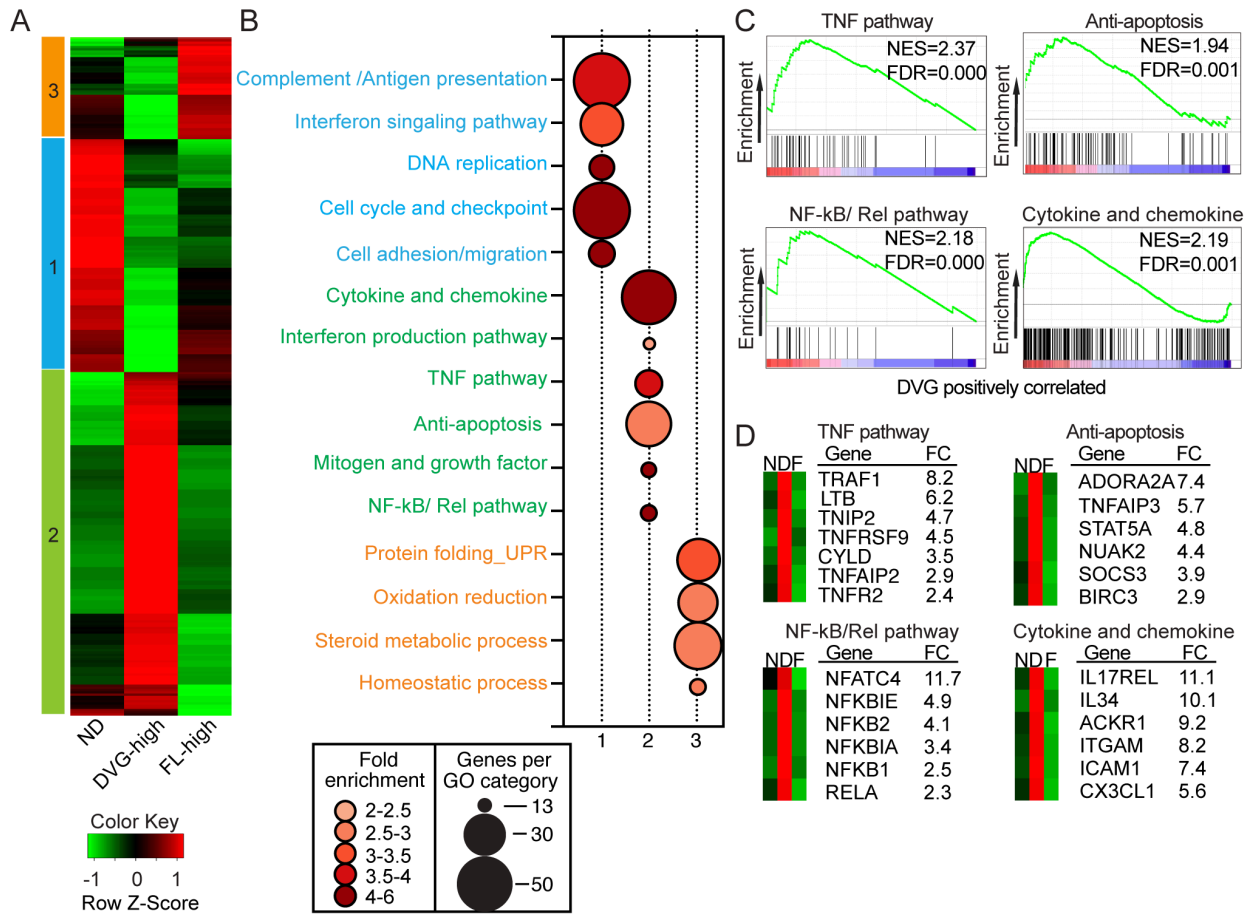 A
3
1
2
ND
DVG-high
FL-high
Color Key
-1 0 1
Row Z-Score
B
Complement /Antigen presentation
Interferon singaling pathway
DNA replication
Cell cycle and checkpoint
Cell adhesion/migration
Cytokine and chemokine
Interferon production pathway
TNF pathway
Anti-apoptosis
Mitogen and growth factor
NF-kB/ Rel pathway
Protein folding_UPR
Oxidation reduction
Steroid metabolic process
Homeostatic process
1 2 3
Fold
enrichment
2-2.5
2.5-3
3-3.5
3.5-4
4-6
Genes per
GO category
13
30
50
C
TNF pathway
Enrichment
NES=2.37
FDR=0.000
Anti-apoptosis
Enrichment
NES=1.94
FDR=0.001
NF-kB/ Rel pathway
Enrichment
NES=2.18
FDR=0.000
Cytokine and chemokine
Enrichment
NES=2.19
FDR=0.001
DVG positively correlated
D
TNF pathway
NDF Gene FC
TRAF1 8.2
LTB 6.2
TNIP2 4.7
TNFRSF9 4.5
CYLD 3.5
TNFAIP2 2.9
TNFR2 2.4
Anti-apoptosis
NDF Gene FC
ADORA2A 7.4
TNFAIP3 5.7
STAT5A 4.8
NUAK2 4.4
SOCS3 3.9
BIRC3 2.9
NF-kB/Rel pathway
NDF Gene FC
NFATC4 11.7
NFKBIE 4.9
NFKB2 4.1
NFKBIA 3.4
NFKB1 2.5
RELA 2.3
Cytokine and chemokine
NDF Gene FC
IL17REL 11.1
IL34 10.1
ACKR1 9.2
ITGAM 8.2
ICAM1 7.4
CX3CL1 5.6